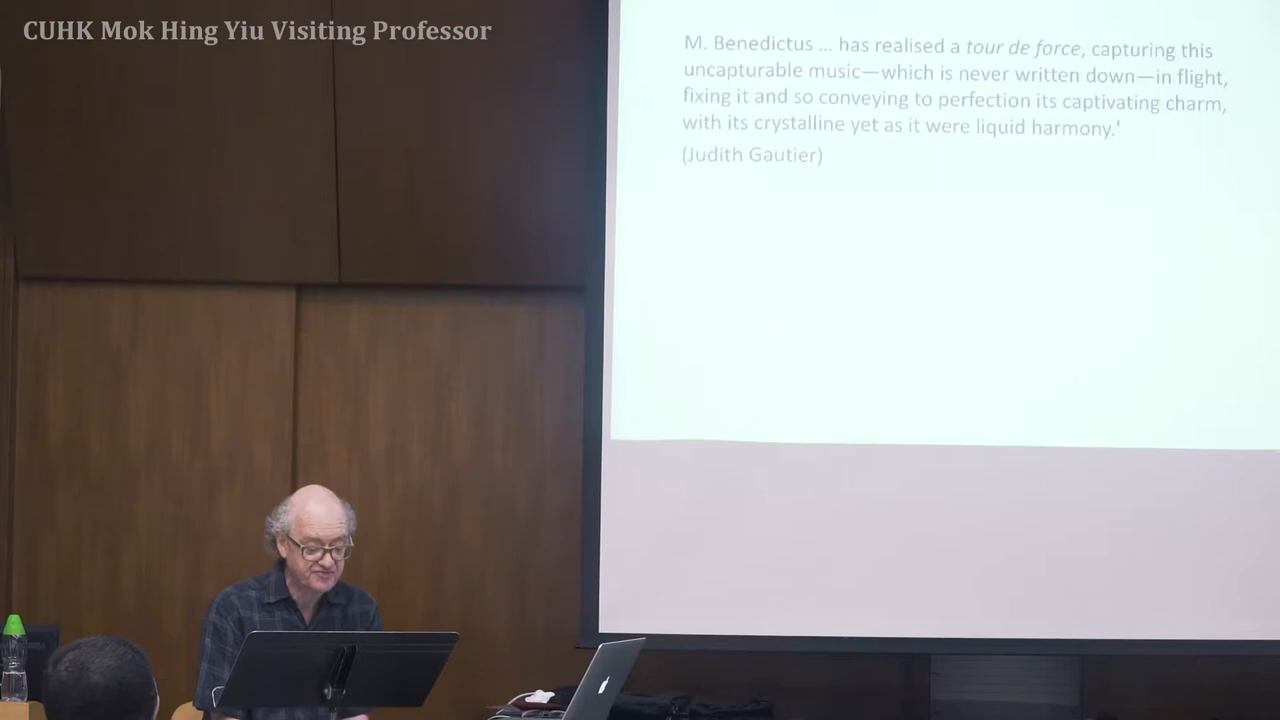 CUHK Mok Hing Yiu Visiting Professor
M. Benedictus ... has realised a tour de force, capturing this
uncapturable music—which is never written down—in flight,
fixing it and so conveying to perfection its captivating charm,
with its crystalline yet as it were liquid harmony.'
(Judith Gautier)